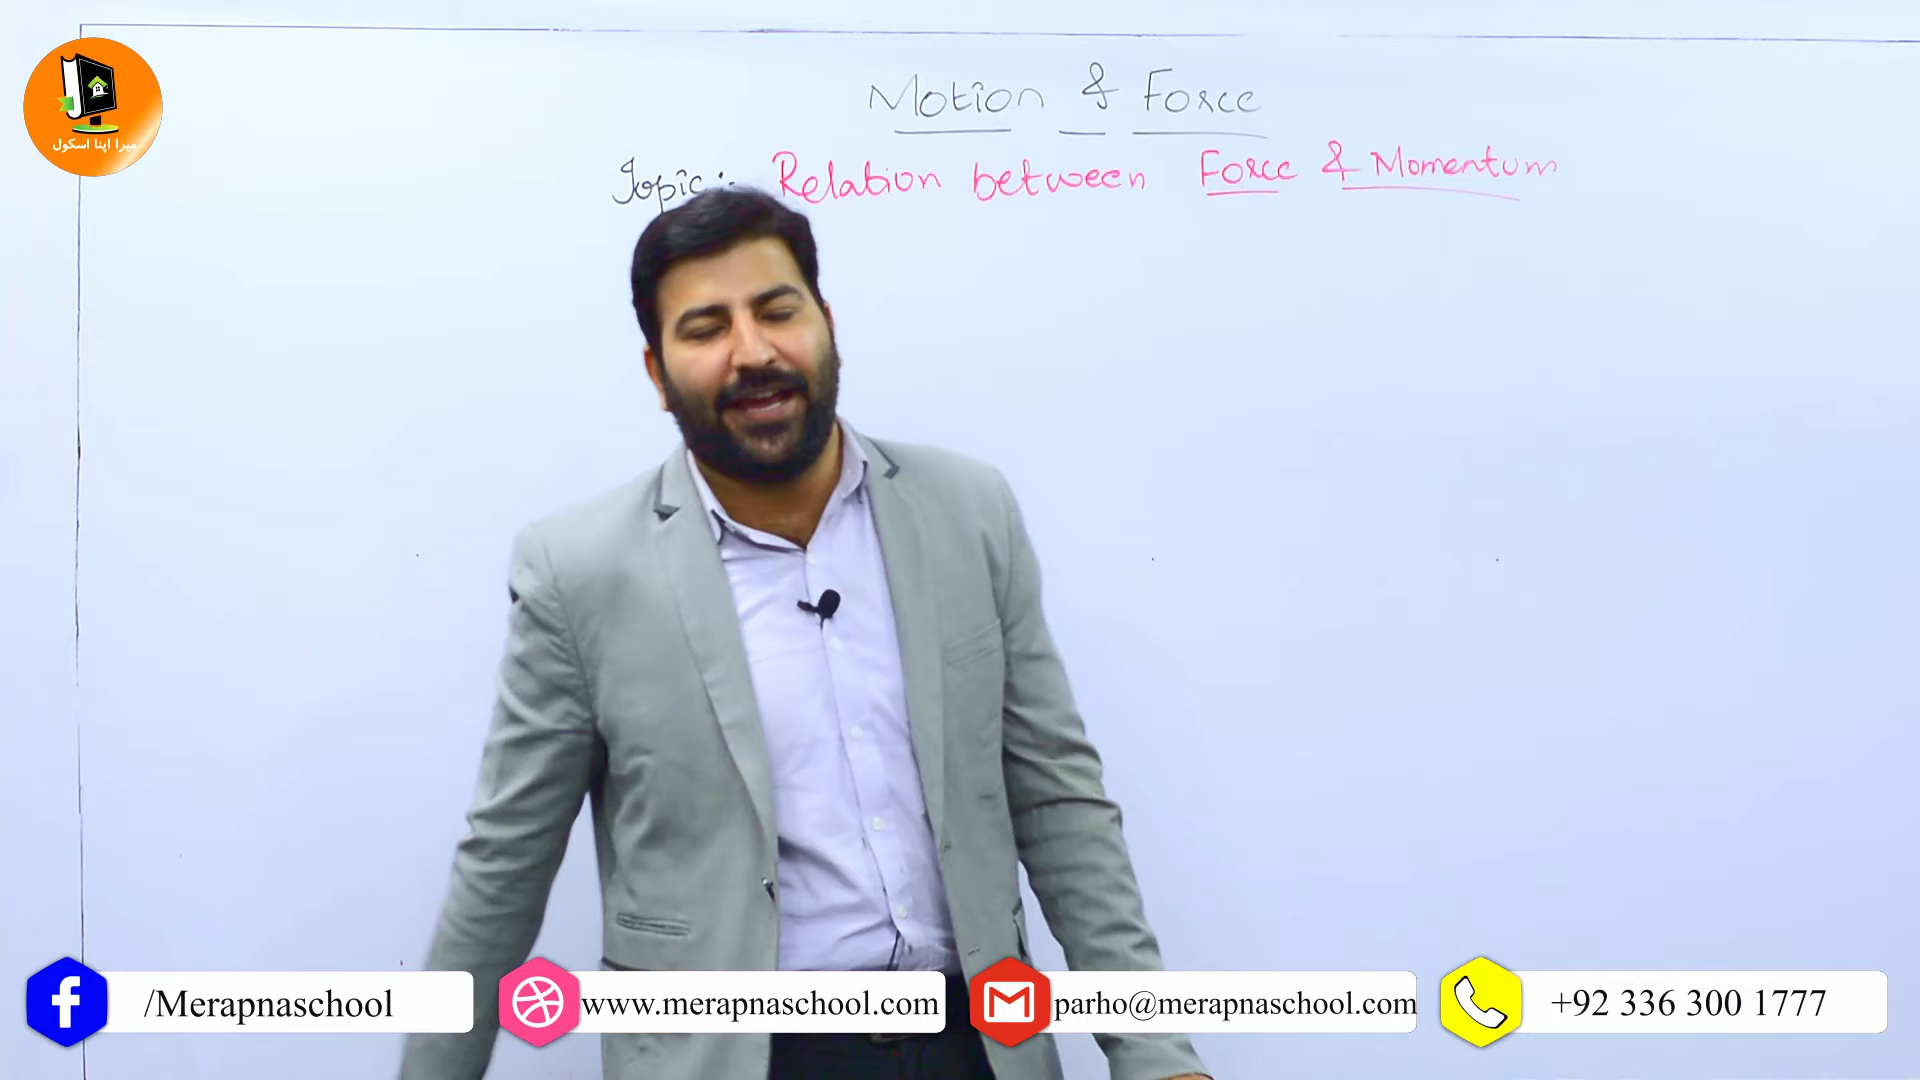 Motion & Force
Topic:- Relation between Force & Momentum
میرا اپنا اسکول
/Merapnaschool
www.merapnaschool.com
parho@merapnaschool.com
+92 336 300 1777